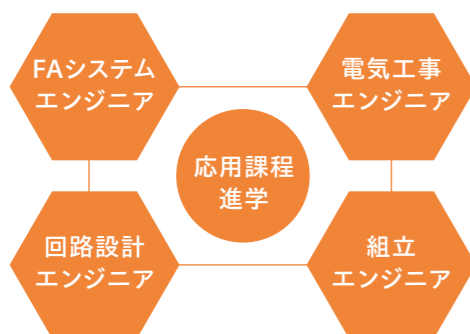 FAシステム
エンジニア
電気工事
エンジニア
応用課程
進学
回路設計
エンジニア
組立
エンジニア